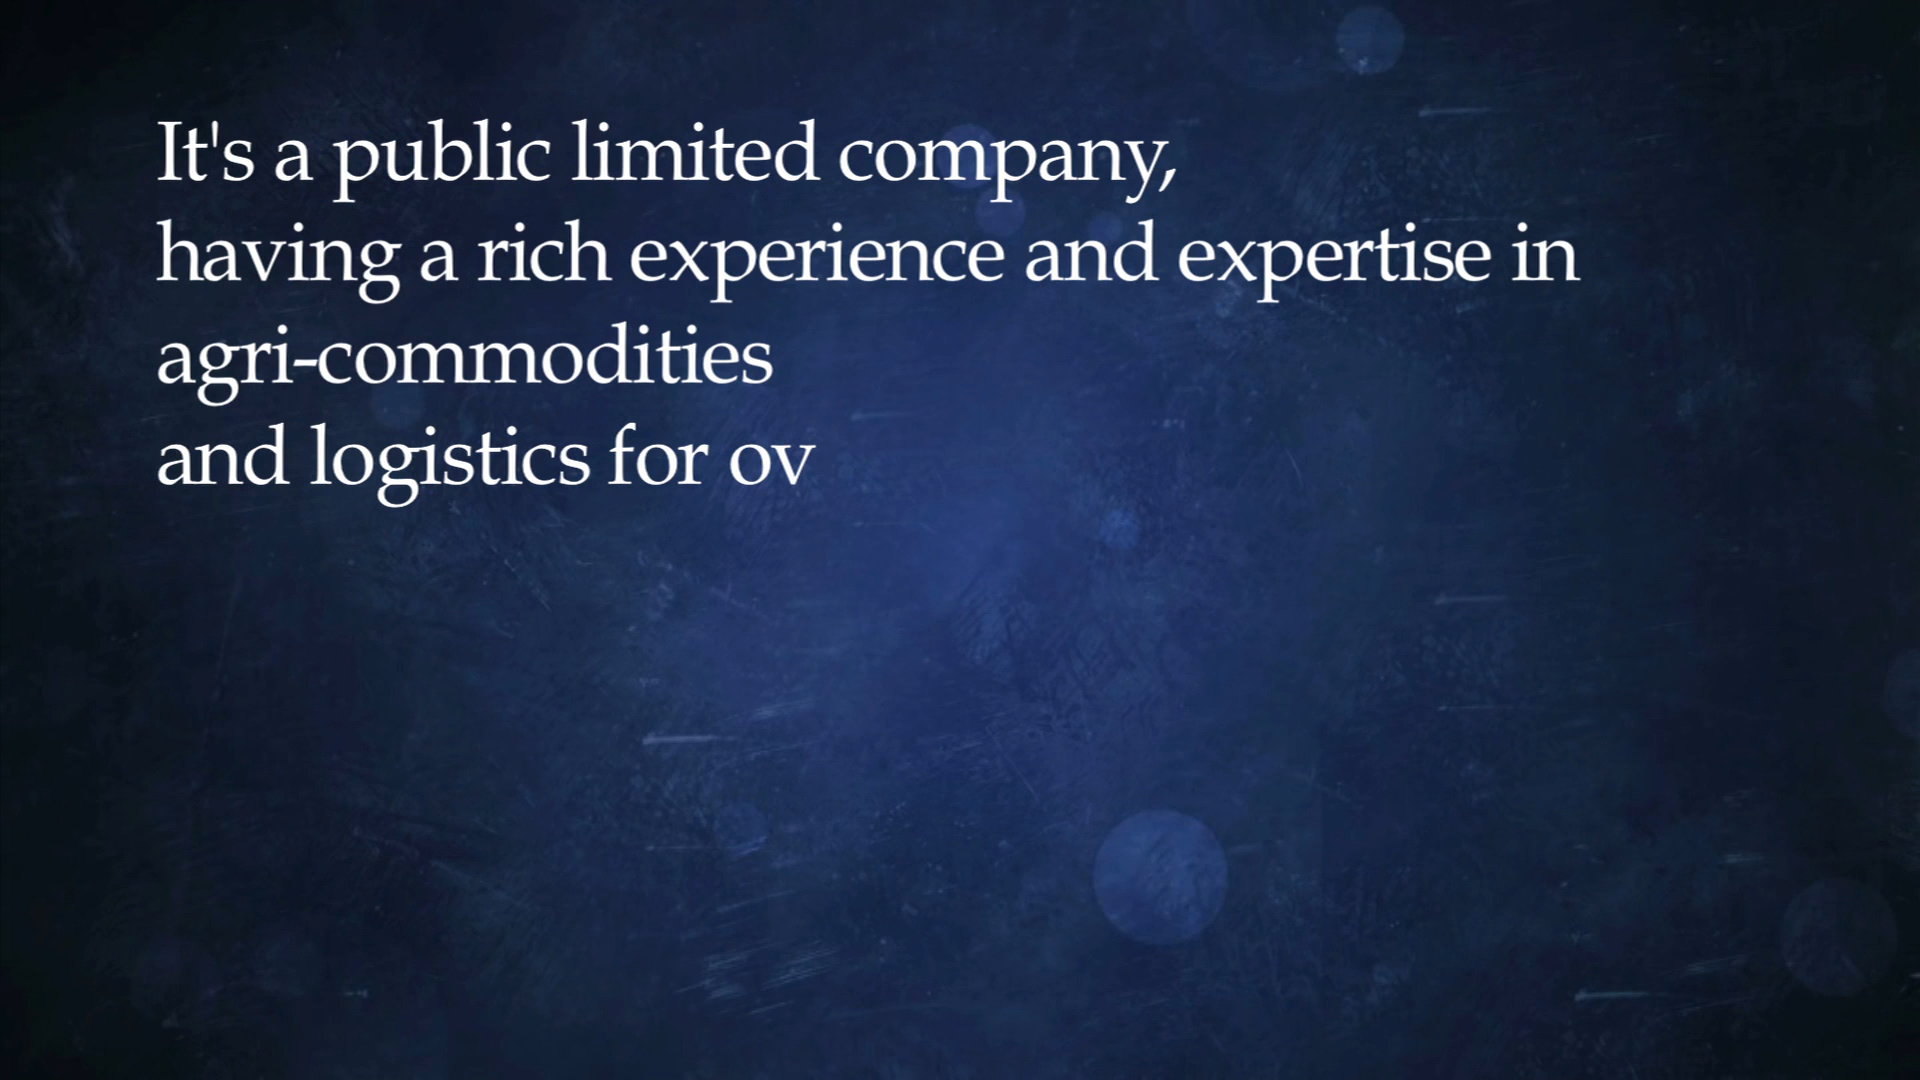 It's a public limited company,
having a rich experience and expertise in
agri-commodities
and logistics for ov